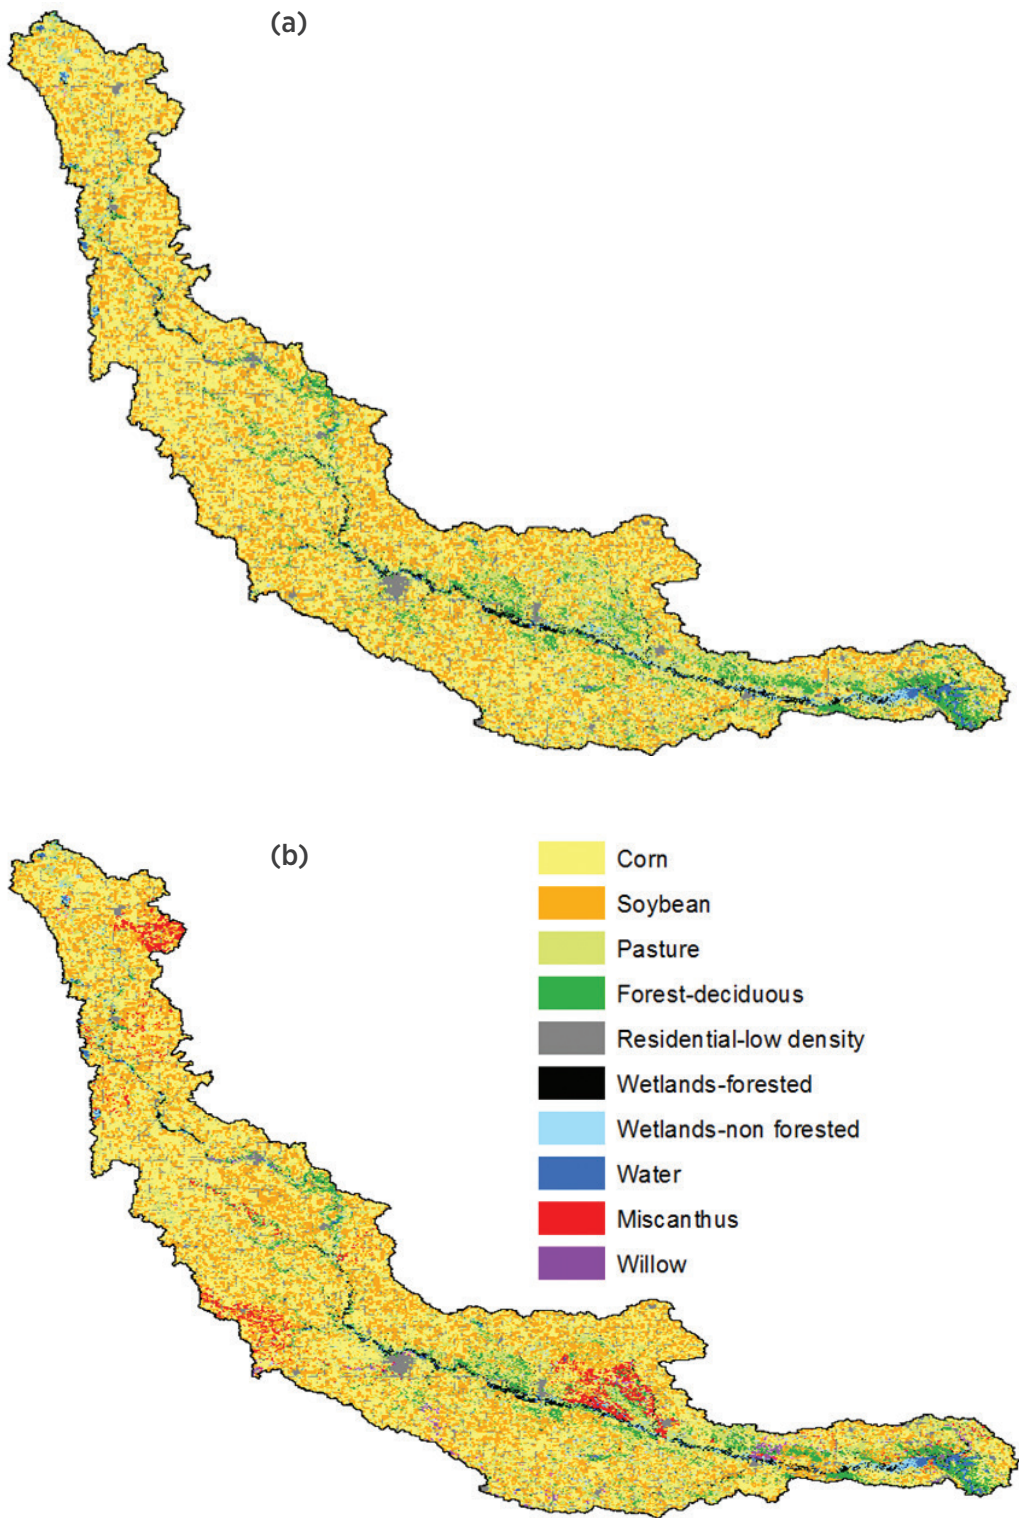 (a)
(b)
Corn
Soybean
Pasture
Forest-deciduous
Residential-low density
Wetlands-forested
Wetlands-non forested
Water
Miscanthus
Willow